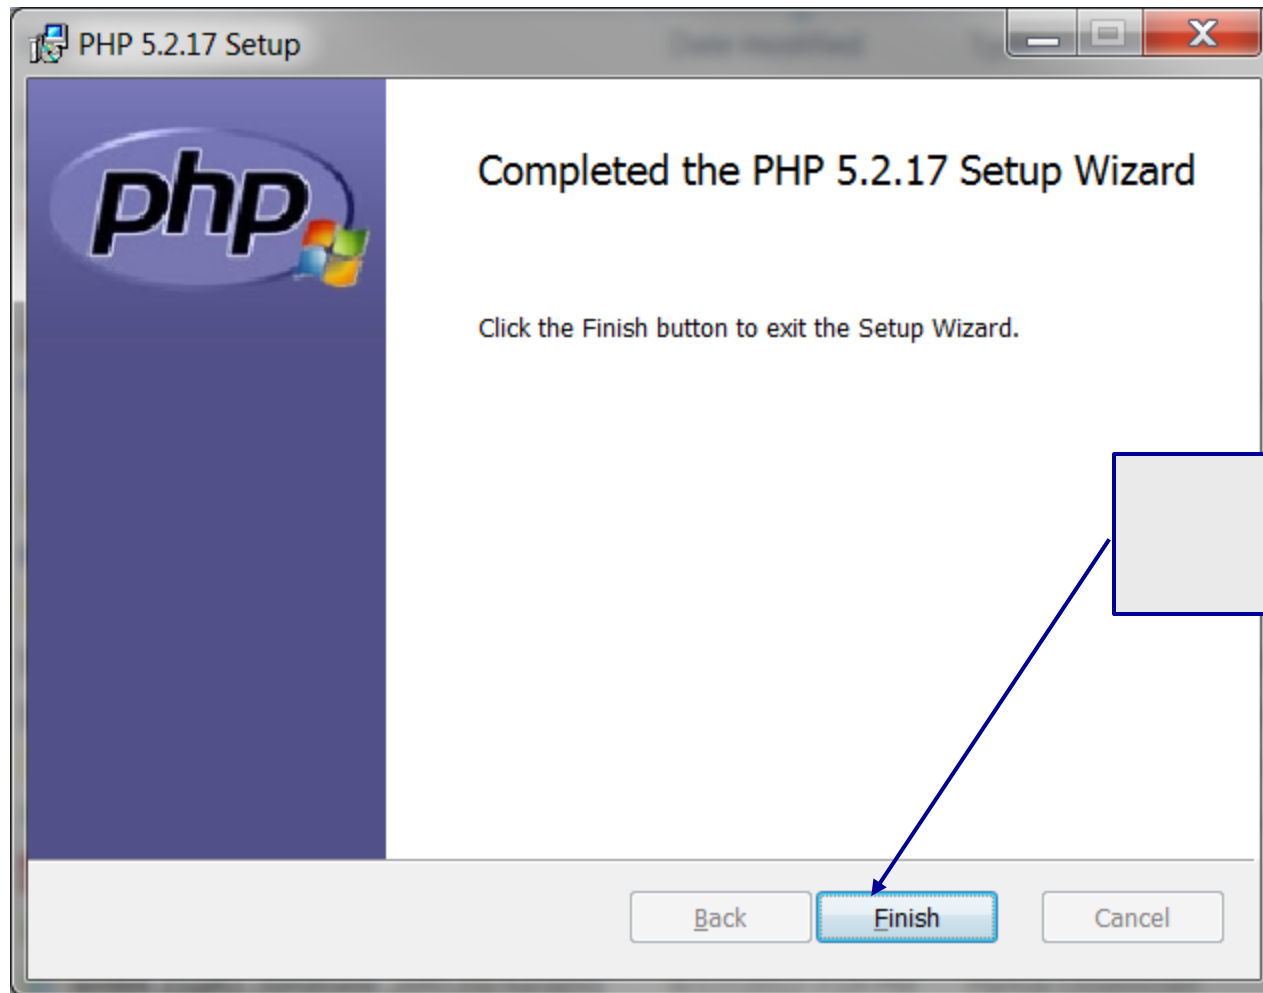 PHP 5.2.17 Setup
php
Completed the PHP 5.2.17 Setup Wizard
Click the Finish button to exit the Setup Wizard.
Back Finish Cancel